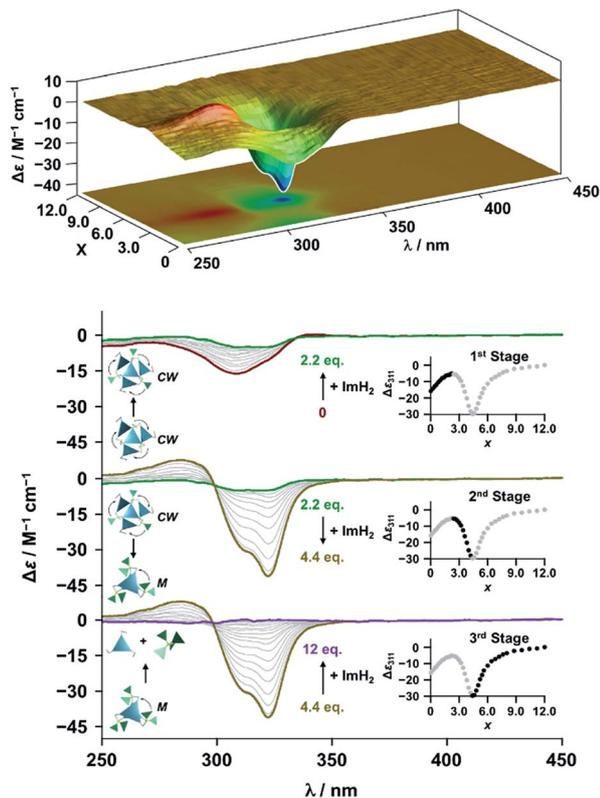 10
0
−10
−20
−30
−40
Δε / M⁻¹ cm⁻¹
12.0
9.0
6.0
3.0
0
X
250
300
350
400
450
λ / nm
0
−15
−30
−45
CW
CW
2.2 eq.
+ ImH₂
0
1ˢᵗ Stage
Δε₃₁₁
0
−10
−20
−30
0 3.0 6.0 9.0 12.0
x
0
−15
−30
−45
Δε / M⁻¹ cm⁻¹
CW
M
2.2 eq.
+ ImH₂
4.4 eq.
2ⁿᵈ Stage
Δε₃₁₁
0
−10
−20
−30
0 3.0 6.0 9.0 12.0
x
0
−15
−30
−45
+
M
12 eq.
+ ImH₂
4.4 eq.
3ʳᵈ Stage
Δε₃₁₁
0
−10
−20
−30
0 3.0 6.0 9.0 12.0
x
250 300 350 400 450
λ / nm